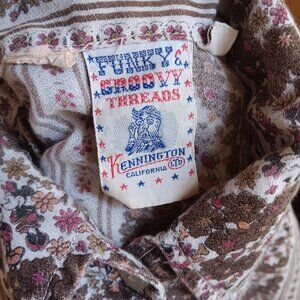 FUNKY &
GROOVY
THREADS
KENNINGTON
CALIFORNIA LTD